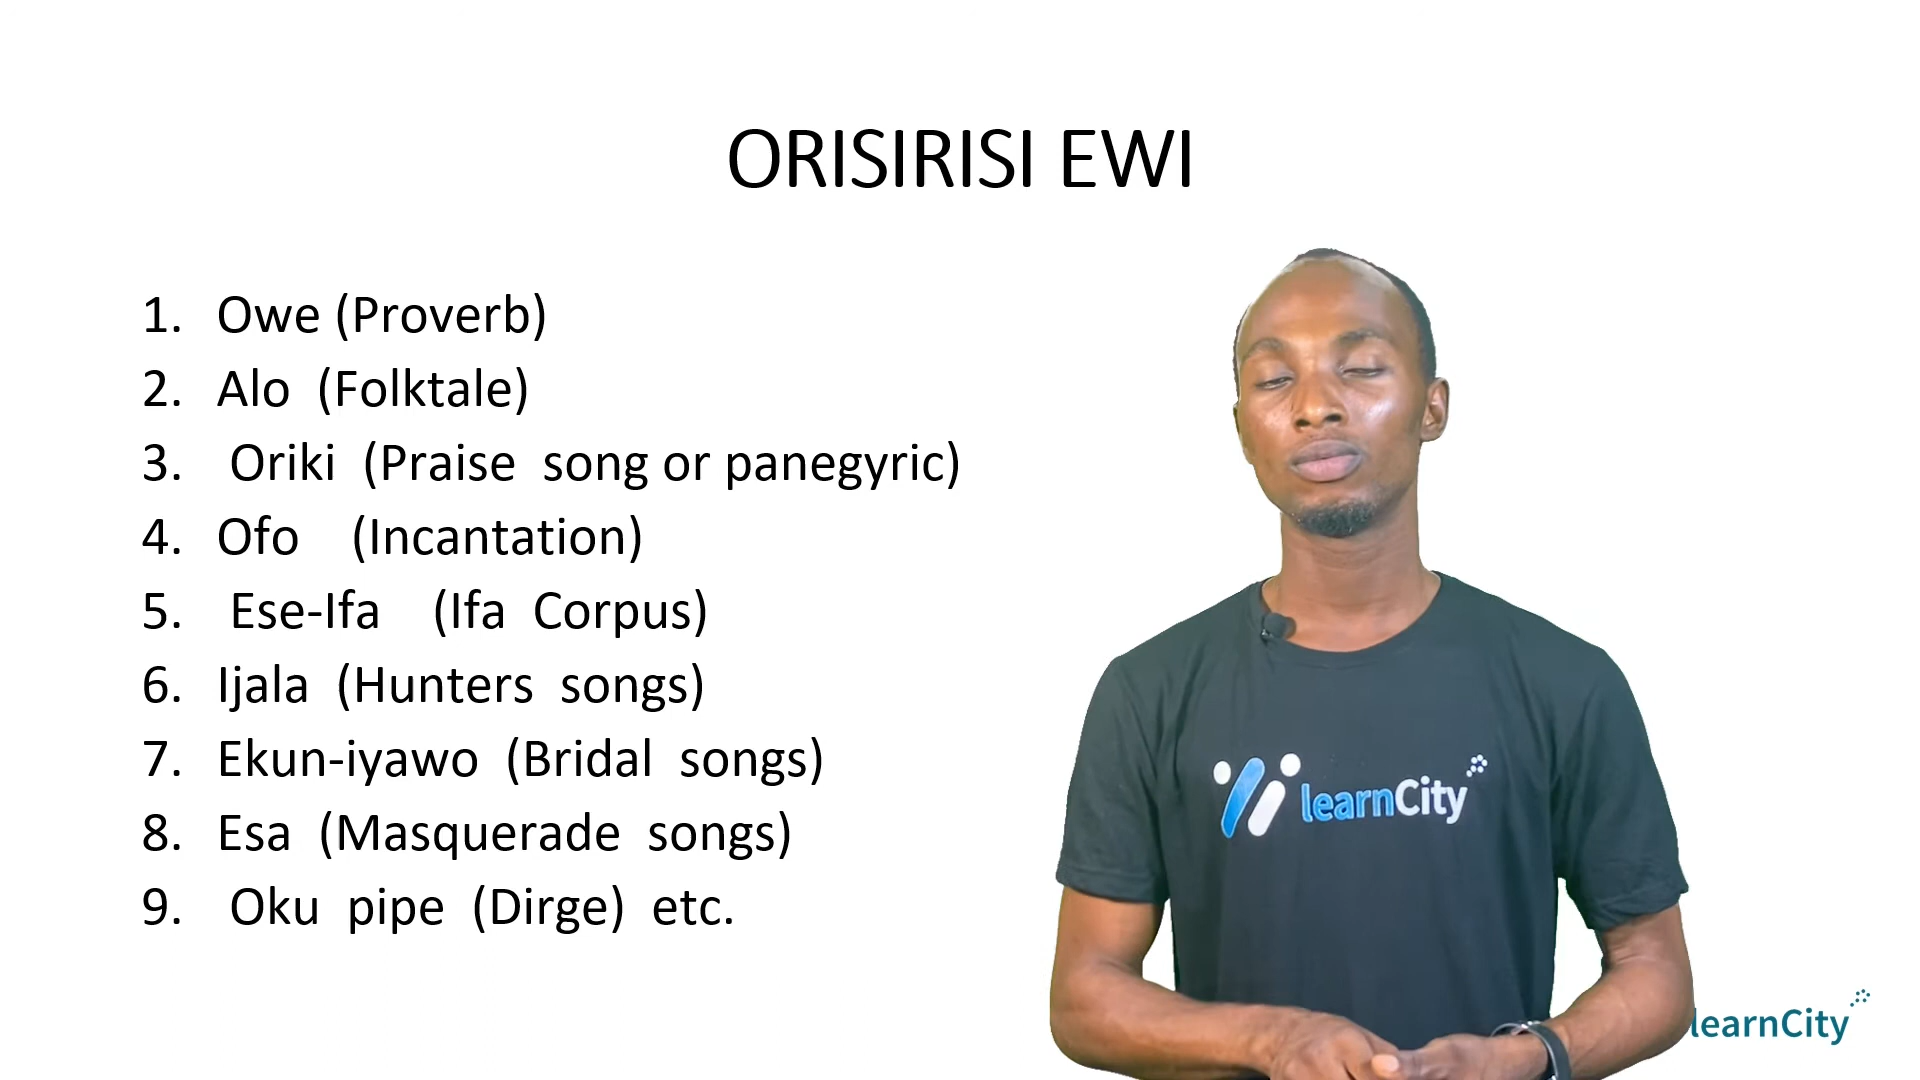 ORISIRISI EWI
1. Owe (Proverb)
2. Alo (Folktale)
3. Oriki (Praise song or panegyric)
4. Ofo (Incantation)
5. Ese-Ifa (Ifa Corpus)
6. Ijala (Hunters songs)
7. Ekun-iyawo (Bridal songs)
8. Esa (Masquerade songs)
9. Oku pipe (Dirge) etc.
learnCity
learnCity